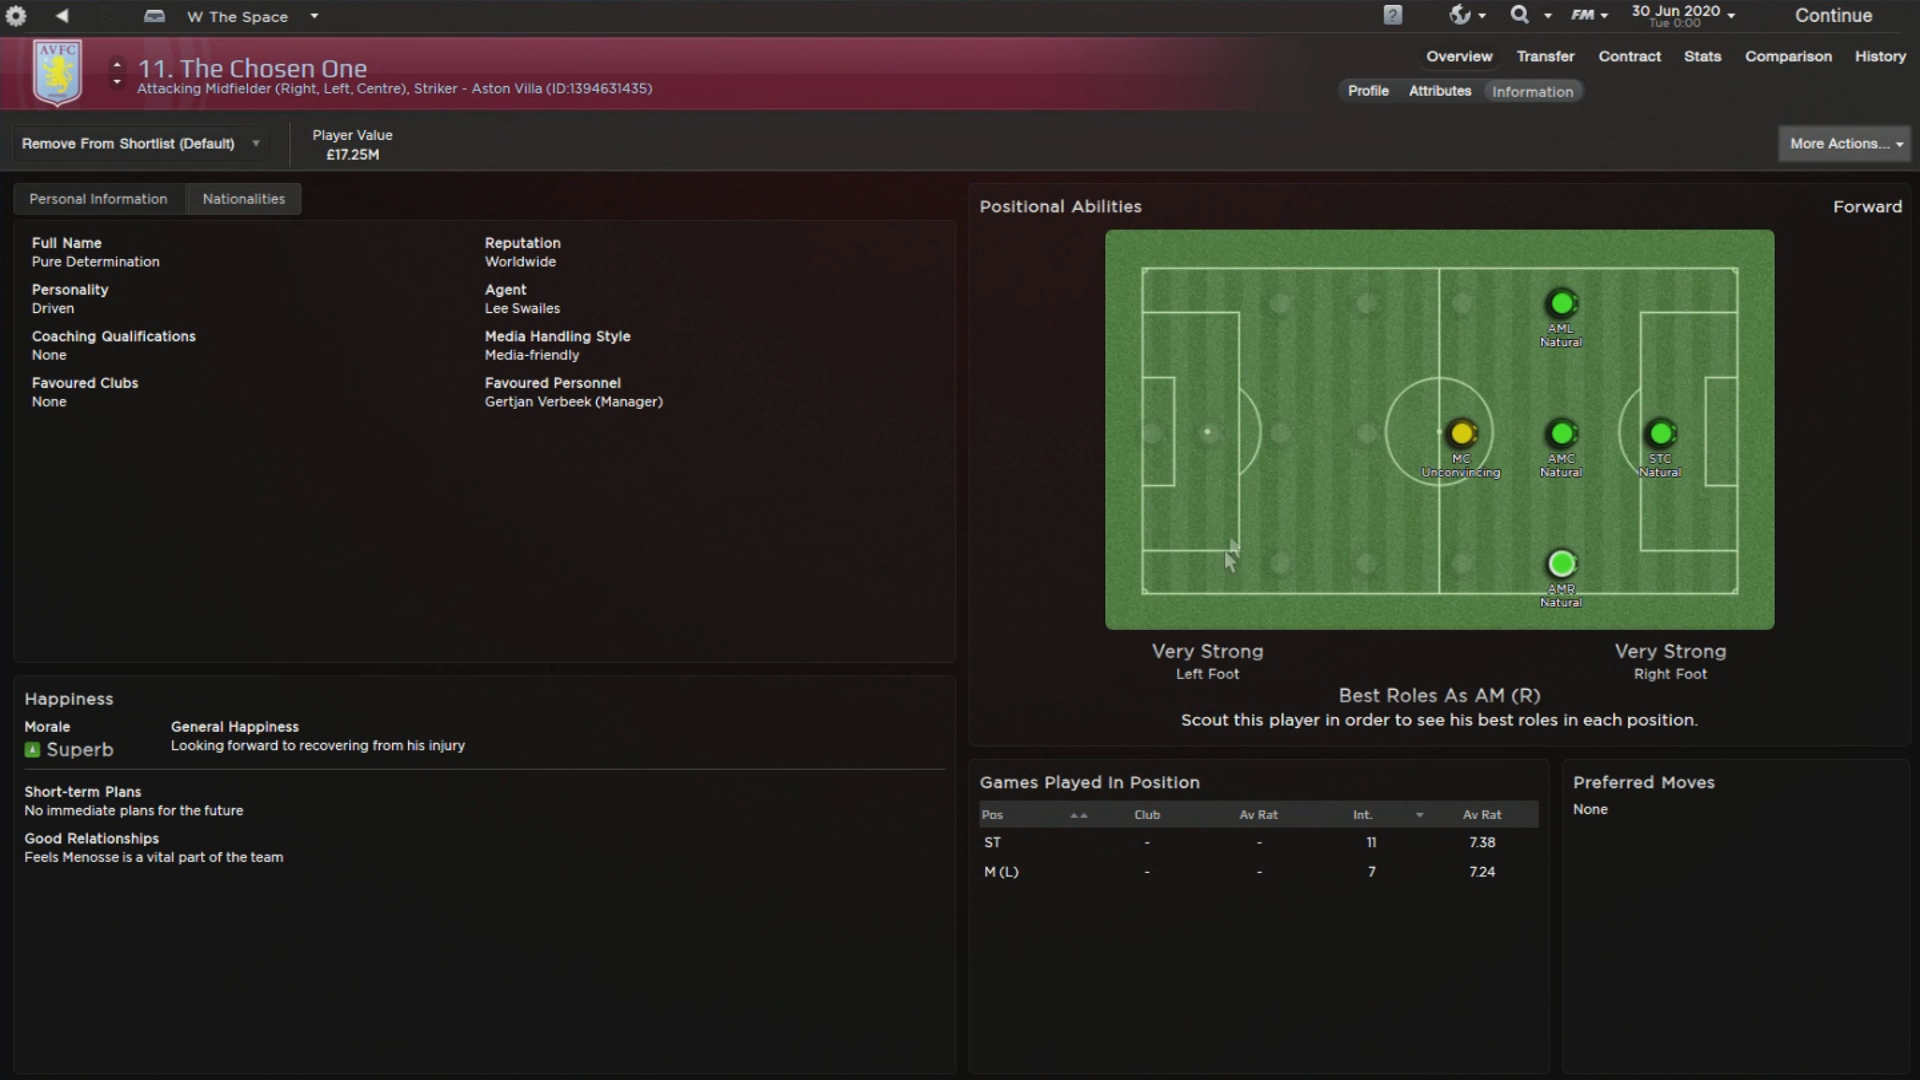 W The Space
?
FM
30 Jun 2020
Tue 0:00
Continue
AVFC
11. The Chosen One
Attacking Midfielder (Right, Left, Centre), Striker - Aston Villa (ID:1394631435)
Overview
Transfer
Contract
Stats
Comparison
History
Profile
Attributes
Information
Remove From Shortlist (Default)
Player Value
£17.25M
More Actions...
Personal Information
Nationalities
Full Name
Pure Determination
Personality
Driven
Coaching Qualifications
None
Favoured Clubs
None
Reputation
Worldwide
Agent
Lee Swailes
Media Handling Style
Media-friendly
Favoured Personnel
Gertjan Verbeek (Manager)
Happiness
Morale
Superb
General Happiness
Looking forward to recovering from his injury
Short-term Plans
No immediate plans for the future
Good Relationships
Feels Menosse is a vital part of the team
Positional Abilities
Forward
AML
Natural
MC
Unconvincing
AMC
Natural
STC
Natural
AMR
Natural
Very Strong
Left Foot
Very Strong
Right Foot
Best Roles As AM (R)
Scout this player in order to see his best roles in each position.
Games Played In Position
Pos Club Av Rat Int. Av Rat
ST - - 11 7.38
M (L) - - 7 7.24
Preferred Moves
None